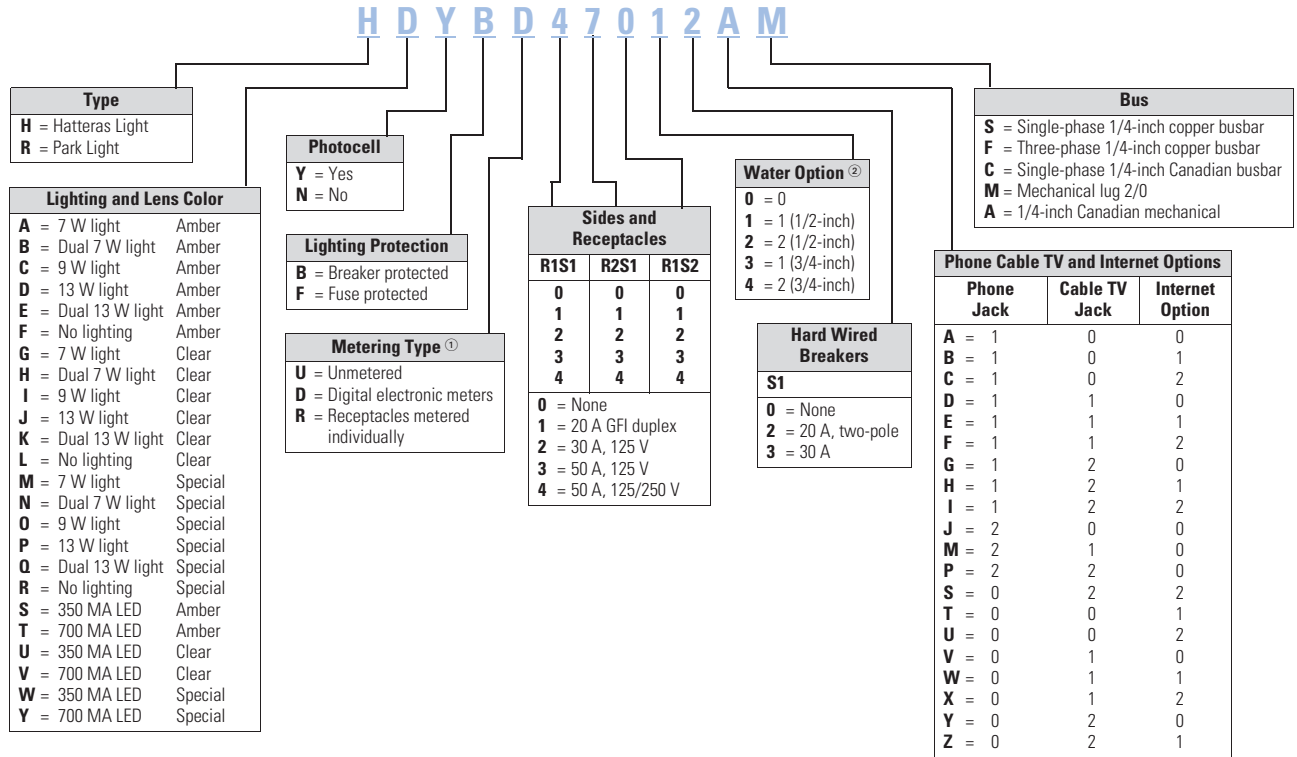 H D Y B D 4 7 0 1 2 A M
Type
H = Hatteras Light
R = Park Light
Lighting and Lens Color
A = 7 W light Amber
B = Dual 7 W light Amber
C = 9 W light Amber
D = 13 W light Amber
E = Dual 13 W light Amber
F = No lighting Amber
G = 7 W light Clear
H = Dual 7 W light Clear
I = 9 W light Clear
J = 13 W light Clear
K = Dual 13 W light Clear
L = No lighting Clear
M = 7 W light Special
N = Dual 7 W light Special
O = 9 W light Special
P = 13 W light Special
Q = Dual 13 W light Special
R = No lighting Special
S = 350 MA LED Amber
T = 700 MA LED Amber
U = 350 MA LED Clear
V = 700 MA LED Clear
W = 350 MA LED Special
Y = 700 MA LED Special
Photocell
Y = Yes
N = No
Lighting Protection
B = Breaker protected
F = Fuse protected
Metering Type ①
U = Unmetered
D = Digital electronic meters
R = Receptacles metered
individually
Sides and
Receptacles
R1S1 R2S1 R1S2
0 0 0
1 1 1
2 2 2
3 3 3
4 4 4
0 = None
1 = 20 A GFI duplex
2 = 30 A, 125 V
3 = 50 A, 125 V
4 = 50 A, 125/250 V
Water Option ②
0 = 0
1 = 1 (1/2-inch)
2 = 2 (1/2-inch)
3 = 1 (3/4-inch)
4 = 2 (3/4-inch)
Hard Wired
Breakers
S1
0 = None
2 = 20 A, two-pole
3 = 30 A
Bus
S = Single-phase 1/4-inch copper busbar
F = Three-phase 1/4-inch copper busbar
C = Single-phase 1/4-inch Canadian busbar
M = Mechanical lug 2/0
A = 1/4-inch Canadian mechanical
Phone Cable TV and Internet Options
Phone Cable TV Internet
Jack Jack Option
A = 1 0 0
B = 1 0 1
C = 1 0 2
D = 1 1 0
E = 1 1 1
F = 1 1 2
G = 1 2 0
H = 1 2 1
I = 1 2 2
J = 2 0 0
M = 2 1 0
P = 2 2 0
S = 0 2 2
T = 0 0 1
U = 0 0 2
V = 0 1 0
W = 0 1 1
X = 0 1 2
Y = 0 2 0
Z = 0 2 1